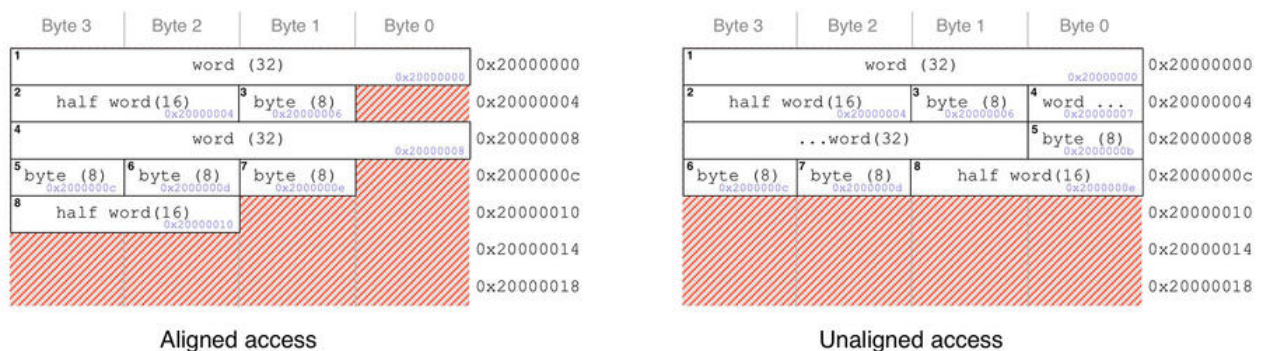 Byte 3 Byte 2 Byte 1 Byte 0
1 word (32) 0x20000000 0x20000000
2 half word(16) 0x20000004 3 byte (8) 0x20000006 0x20000004
4 word (32) 0x20000008 0x20000008
5 byte (8) 0x2000000c 6 byte (8) 0x2000000d 7 byte (8) 0x2000000e 0x2000000c
8 half word(16) 0x20000010 0x20000010
0x20000014
0x20000018
Aligned access
Byte 3 Byte 2 Byte 1 Byte 0
1 word (32) 0x20000000 0x20000000
2 half word(16) 0x20000004 3 byte (8) 0x20000006 4 word ... 0x20000007 0x20000004
...word(32) 5 byte (8) 0x2000000b 0x20000008
6 byte (8) 0x2000000c 7 byte (8) 0x2000000d 8 half word(16) 0x2000000e 0x2000000c
0x20000010
0x20000014
0x20000018
Unaligned access